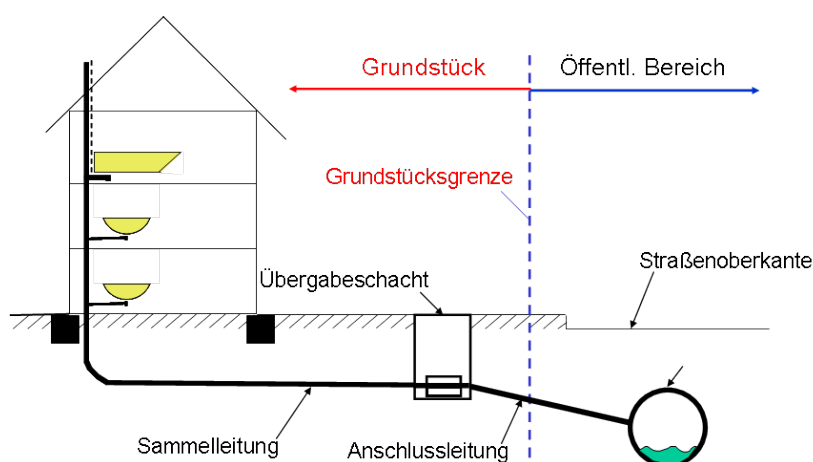 Grundstück
Öffentl. Bereich
Grundstücksgrenze
Straßenoberkante
Übergabeschacht
Sammelleitung
Anschlussleitung